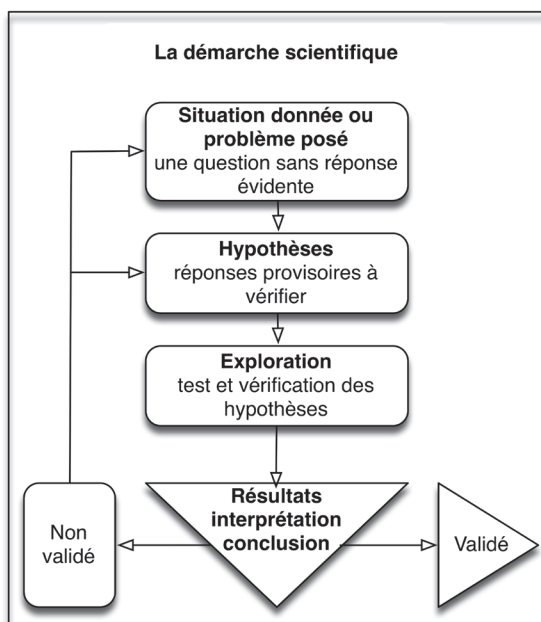 La démarche scientifique
Situation donnée ou
problème posé
une question sans réponse
évidente
Hypothèses
réponses provisoires à
vérifier
Exploration
test et vérification des
hypothèses
Résultats
interprétation
conclusion
Non
validé
Validé